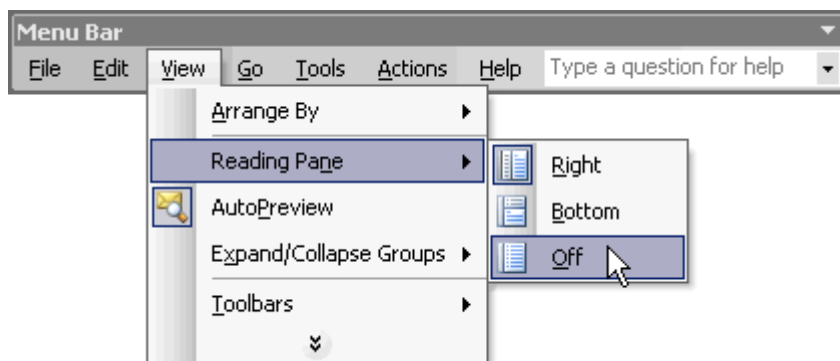 Menu Bar
File Edit View Go Tools Actions Help Type a question for help
Arrange By
Reading Pane
Right
AutoPreview
Bottom
Expand/Collapse Groups
Off
Toolbars